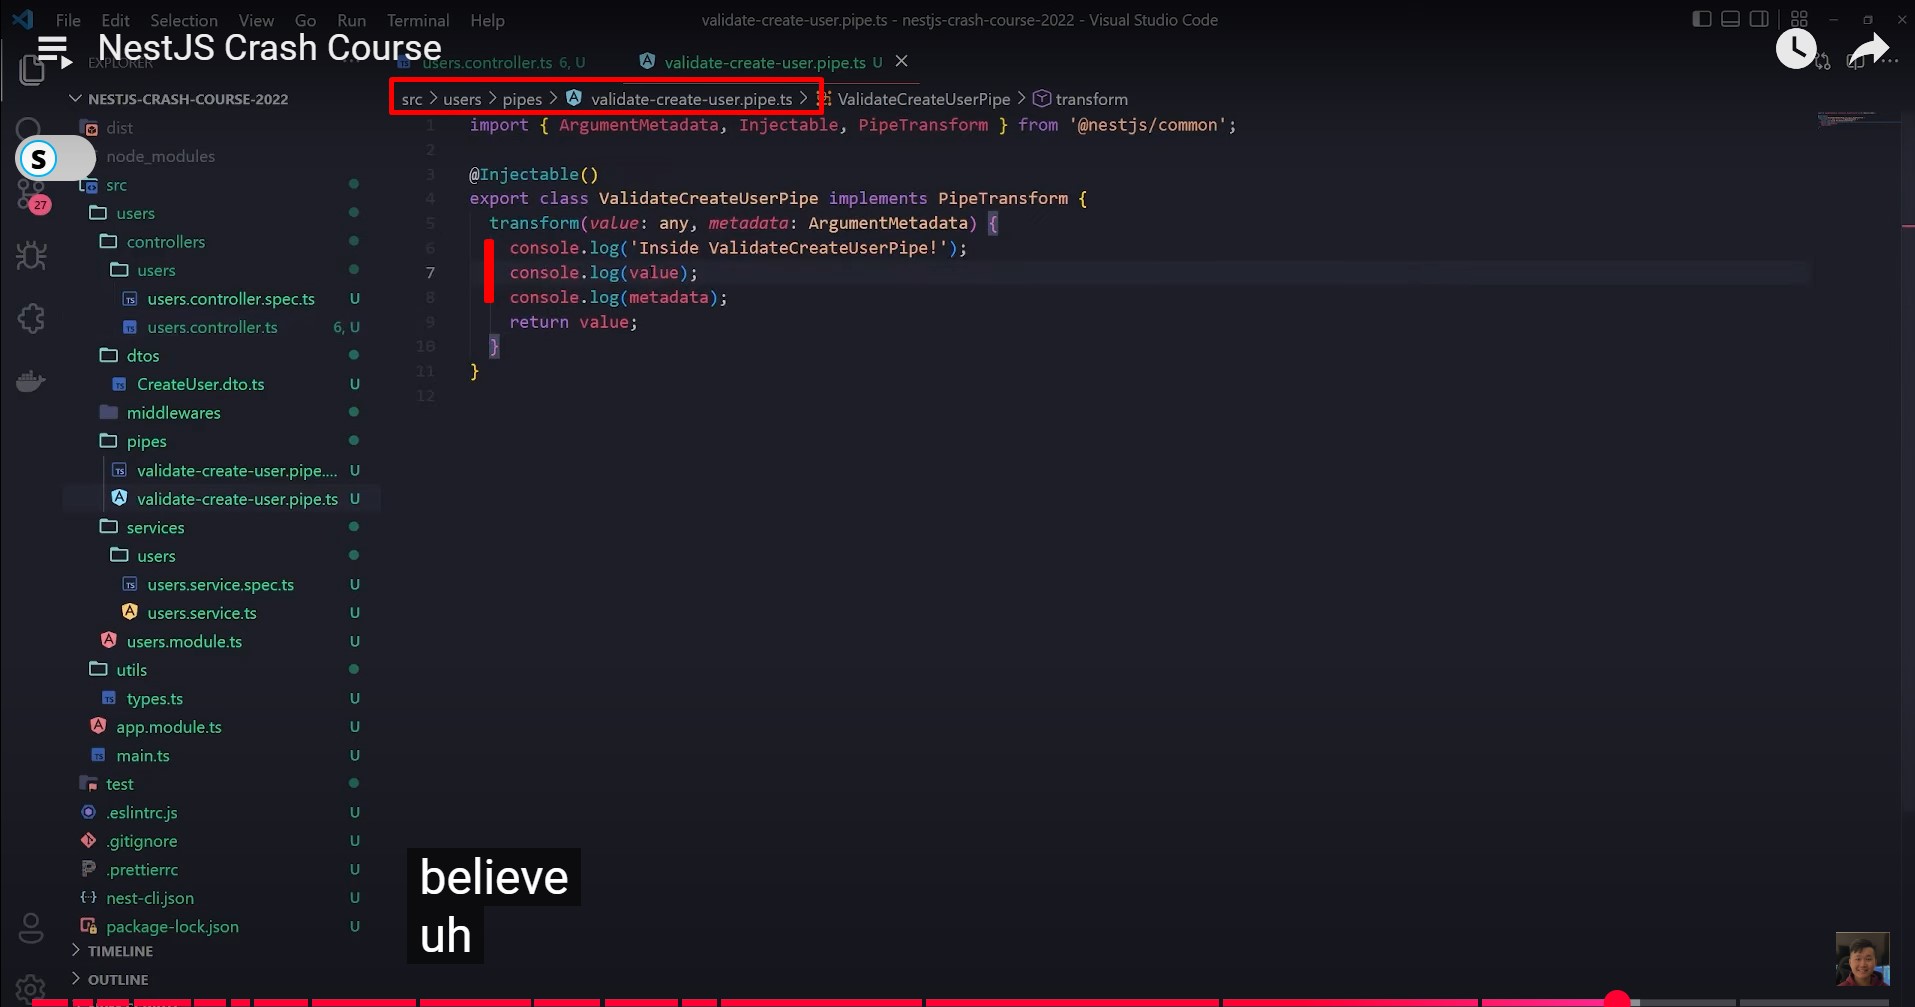 File Edit Selection View Go Run Terminal Help
validate-create-user.pipe.ts - nestjs-crash-course-2022 - Visual Studio Code
NestJS Crash Course
EXPLORER
users.controller.ts 6, U
validate-create-user.pipe.ts U
src > users > pipes > validate-create-user.pipe.ts > ValidateCreateUserPipe > transform
NESTJS-CRASH-COURSE-2022
dist
node_modules
S
src
27
users
controllers
users
users.controller.spec.ts U
users.controller.ts 6, U
dtos
CreateUser.dto.ts U
middlewares
pipes
validate-create-user.pipe.... U
validate-create-user.pipe.ts U
services
users
users.service.spec.ts U
users.service.ts U
users.module.ts U
utils
types.ts U
app.module.ts U
main.ts U
test
.eslintrc.js U
.gitignore U
.prettierrc U
nest-cli.json U
package-lock.json U
TIMELINE
OUTLINE
1 import { ArgumentMetadata, Injectable, PipeTransform } from '@nestjs/common';
2
3 @Injectable()
4 export class ValidateCreateUserPipe implements PipeTransform {
5 transform(value: any, metadata: ArgumentMetadata) {
6 console.log('Inside ValidateCreateUserPipe!');
7 console.log(value);
8 console.log(metadata);
9 return value;
10 }
11 }
12
believe
uh